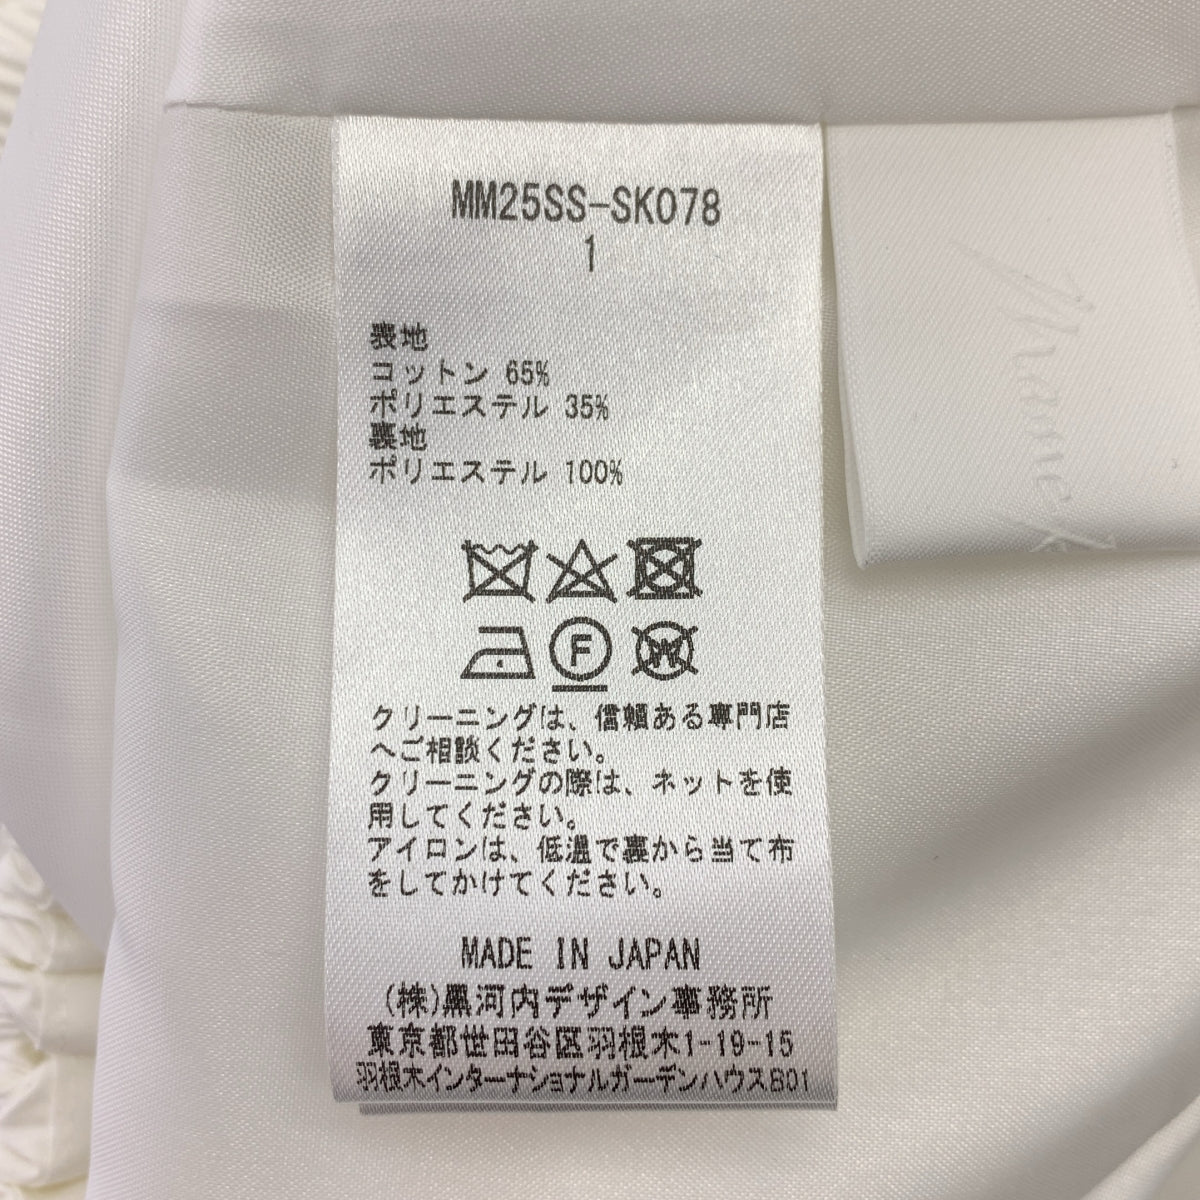 MM25SS-SK078
1
表地
コットン 65%
ポリエステル 35%
裏地
ポリエステル 100%
F
W
クリーニングは、信頼ある専門店
へご相談ください。
クリーニングの際は、ネットを使
用してください。
アイロンは、低温で裏から当て布
をしてかけてください。
MADE IN JAPAN
(株)黒河内デザイン事務所
東京都世田谷区羽根木1-19-15
羽根木インターナショナルガーデンハウスB01